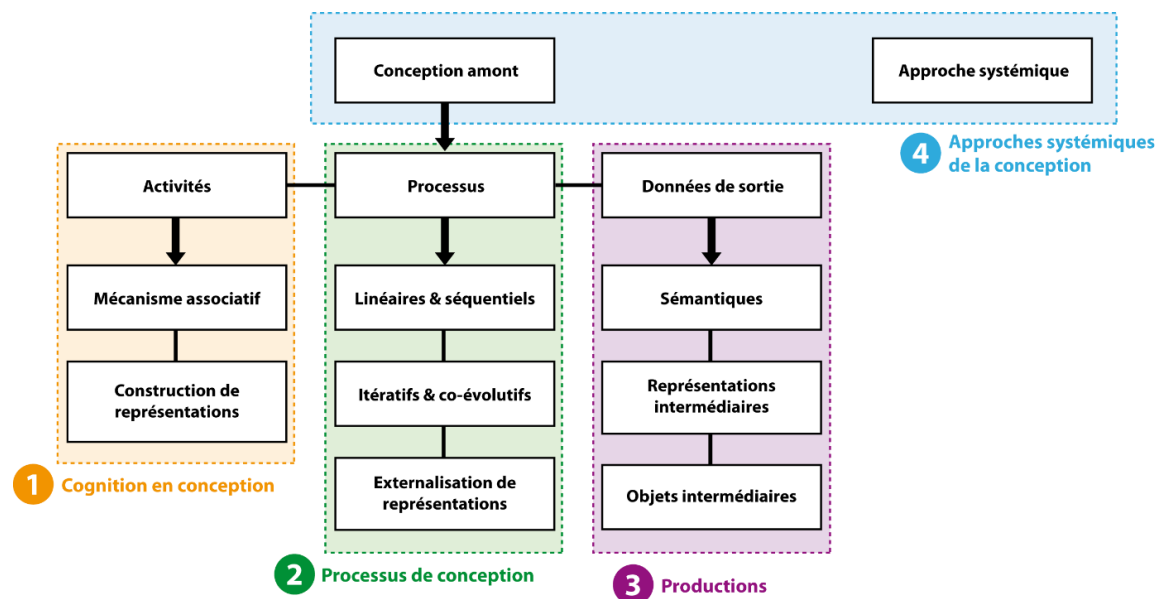 Conception amont
Approche systémique
4
Approches systémiques
de la conception
Activités
Processus
Données de sortie
Mécanisme associatif
Linéaires & séquentiels
Sémantiques
Construction de
représentations
Itératifs & co-évolutifs
Représentations
intermédiaires
1
Cognition en conception
Externalisation de
représentations
Objets intermédiaires
2
Processus de conception
3
Productions